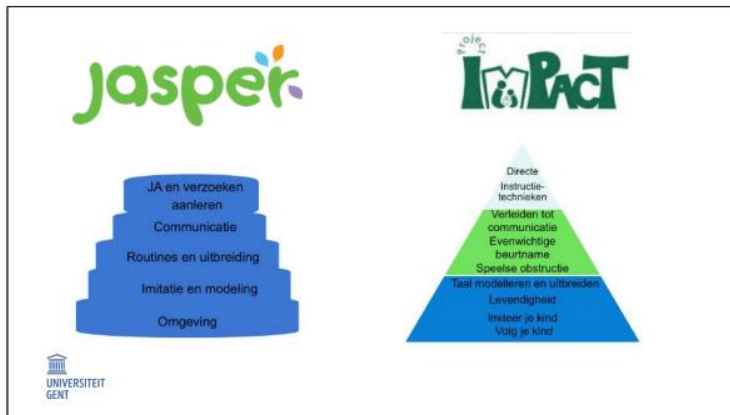 jasper
project
ImPACT
JA en verzoeken
aanleren
Communicatie
Routines en uitbreiding
Imitatie en modeling
Omgeving
Directe
Instructie-
technieken
Verleiden tot
communicatie
Evenwichtige
beurtname
Speelse obstructie
Taal modelleren en uitbreiden
Levendigheid
Imiteer je kind
Volg je kind
UNIVERSITEIT
GENT